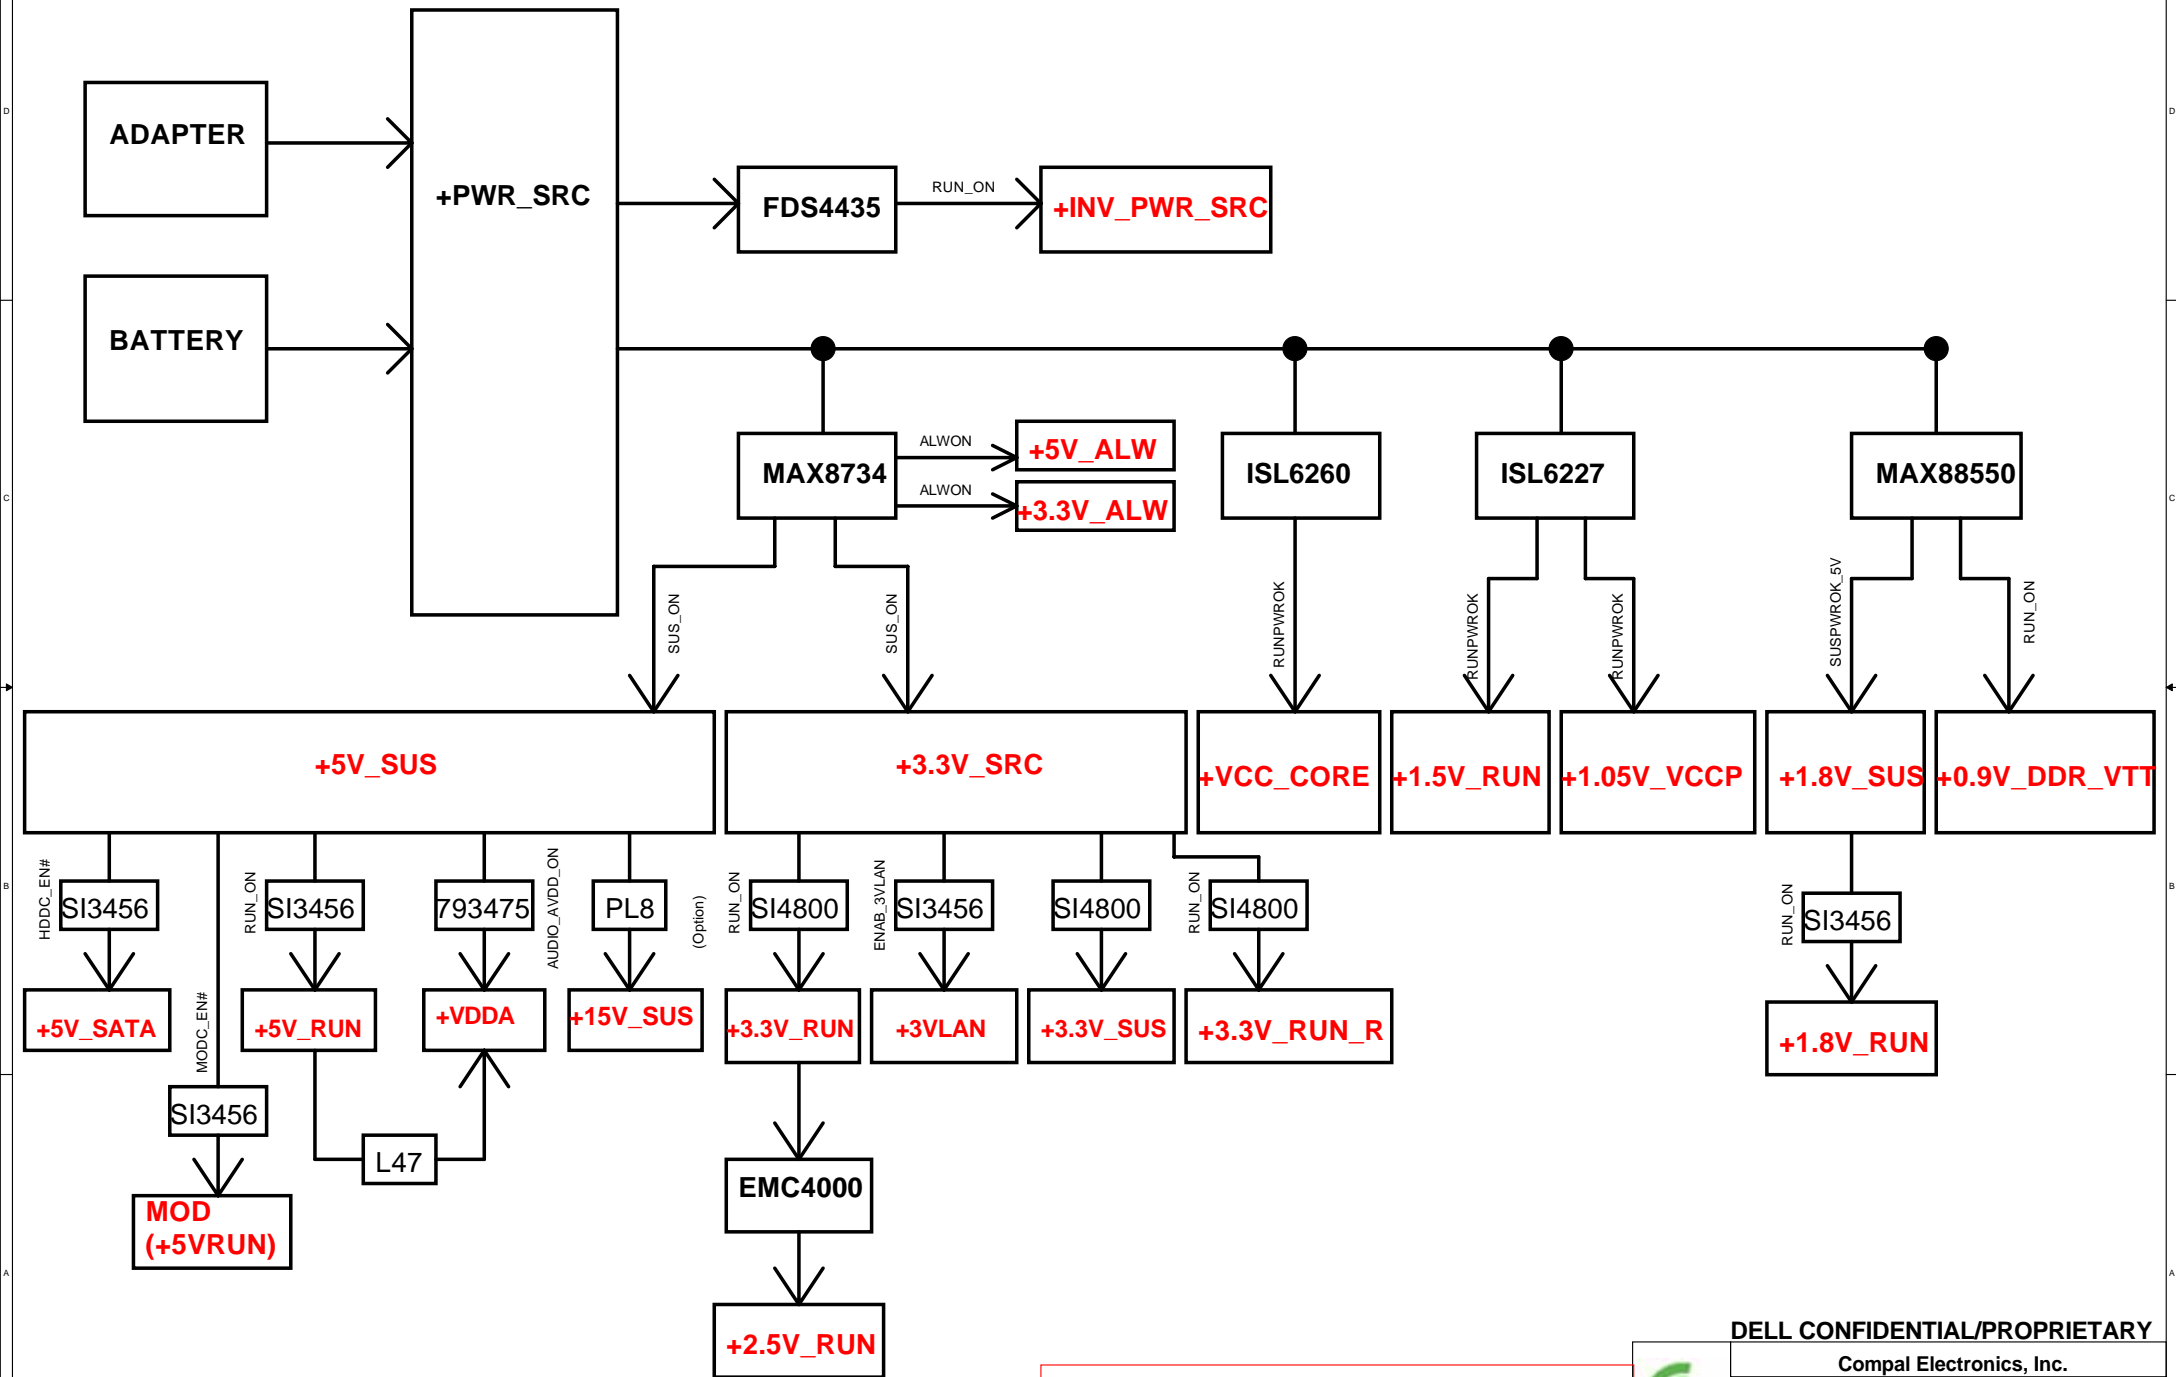 D
D
ADAPTER
+PWR_SRC
FDS4435
RUN_ON
+INV_PWR_SRC
BATTERY
MAX8734
ALWON
+5V_ALW
ALWON
+3.3V_ALW
ISL6260
ISL6227
MAX88550
C
C
SUS_ON
SUS_ON
RUNPWROK
RUNPWROK
RUNPWROK
SUSPWROK_5V
RUN_ON
+5V_SUS
+3.3V_SRC
+VCC_CORE
+1.5V_RUN
+1.05V_VCCP
+1.8V_SUS
+0.9V_DDR_VTT
B
B
HDDC_EN#
SI3456
RUN_ON
SI3456
793475
AUDIO_AVDD_ON
PL8
(Option)
RUN_ON
SI4800
ENAB_3VLAN
SI3456
SI4800
RUN_ON
SI4800
RUN_ON
SI3456
+5V_SATA
MODC_EN#
+5V_RUN
+VDDA
+15V_SUS
+3.3V_RUN
+3VLAN
+3.3V_SUS
+3.3V_RUN_R
+1.8V_RUN
SI3456
L47
MOD
(+5VRUN)
EMC4000
A
A
+2.5V_RUN
DELL CONFIDENTIAL/PROPRIETARY
Compal Electronics, Inc.